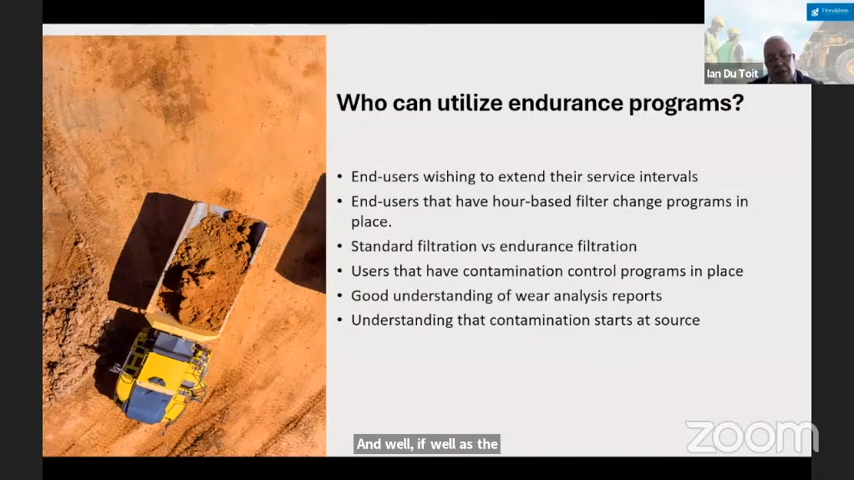 Donaldson
Ian Du Toit
Who can utilize endurance programs?
• End-users wishing to extend their service intervals
• End-users that have hour-based filter change programs in
place.
• Standard filtration vs endurance filtration
• Users that have contamination control programs in place
• Good understanding of wear analysis reports
• Understanding that contamination starts at source
And well, if well as the
zoom